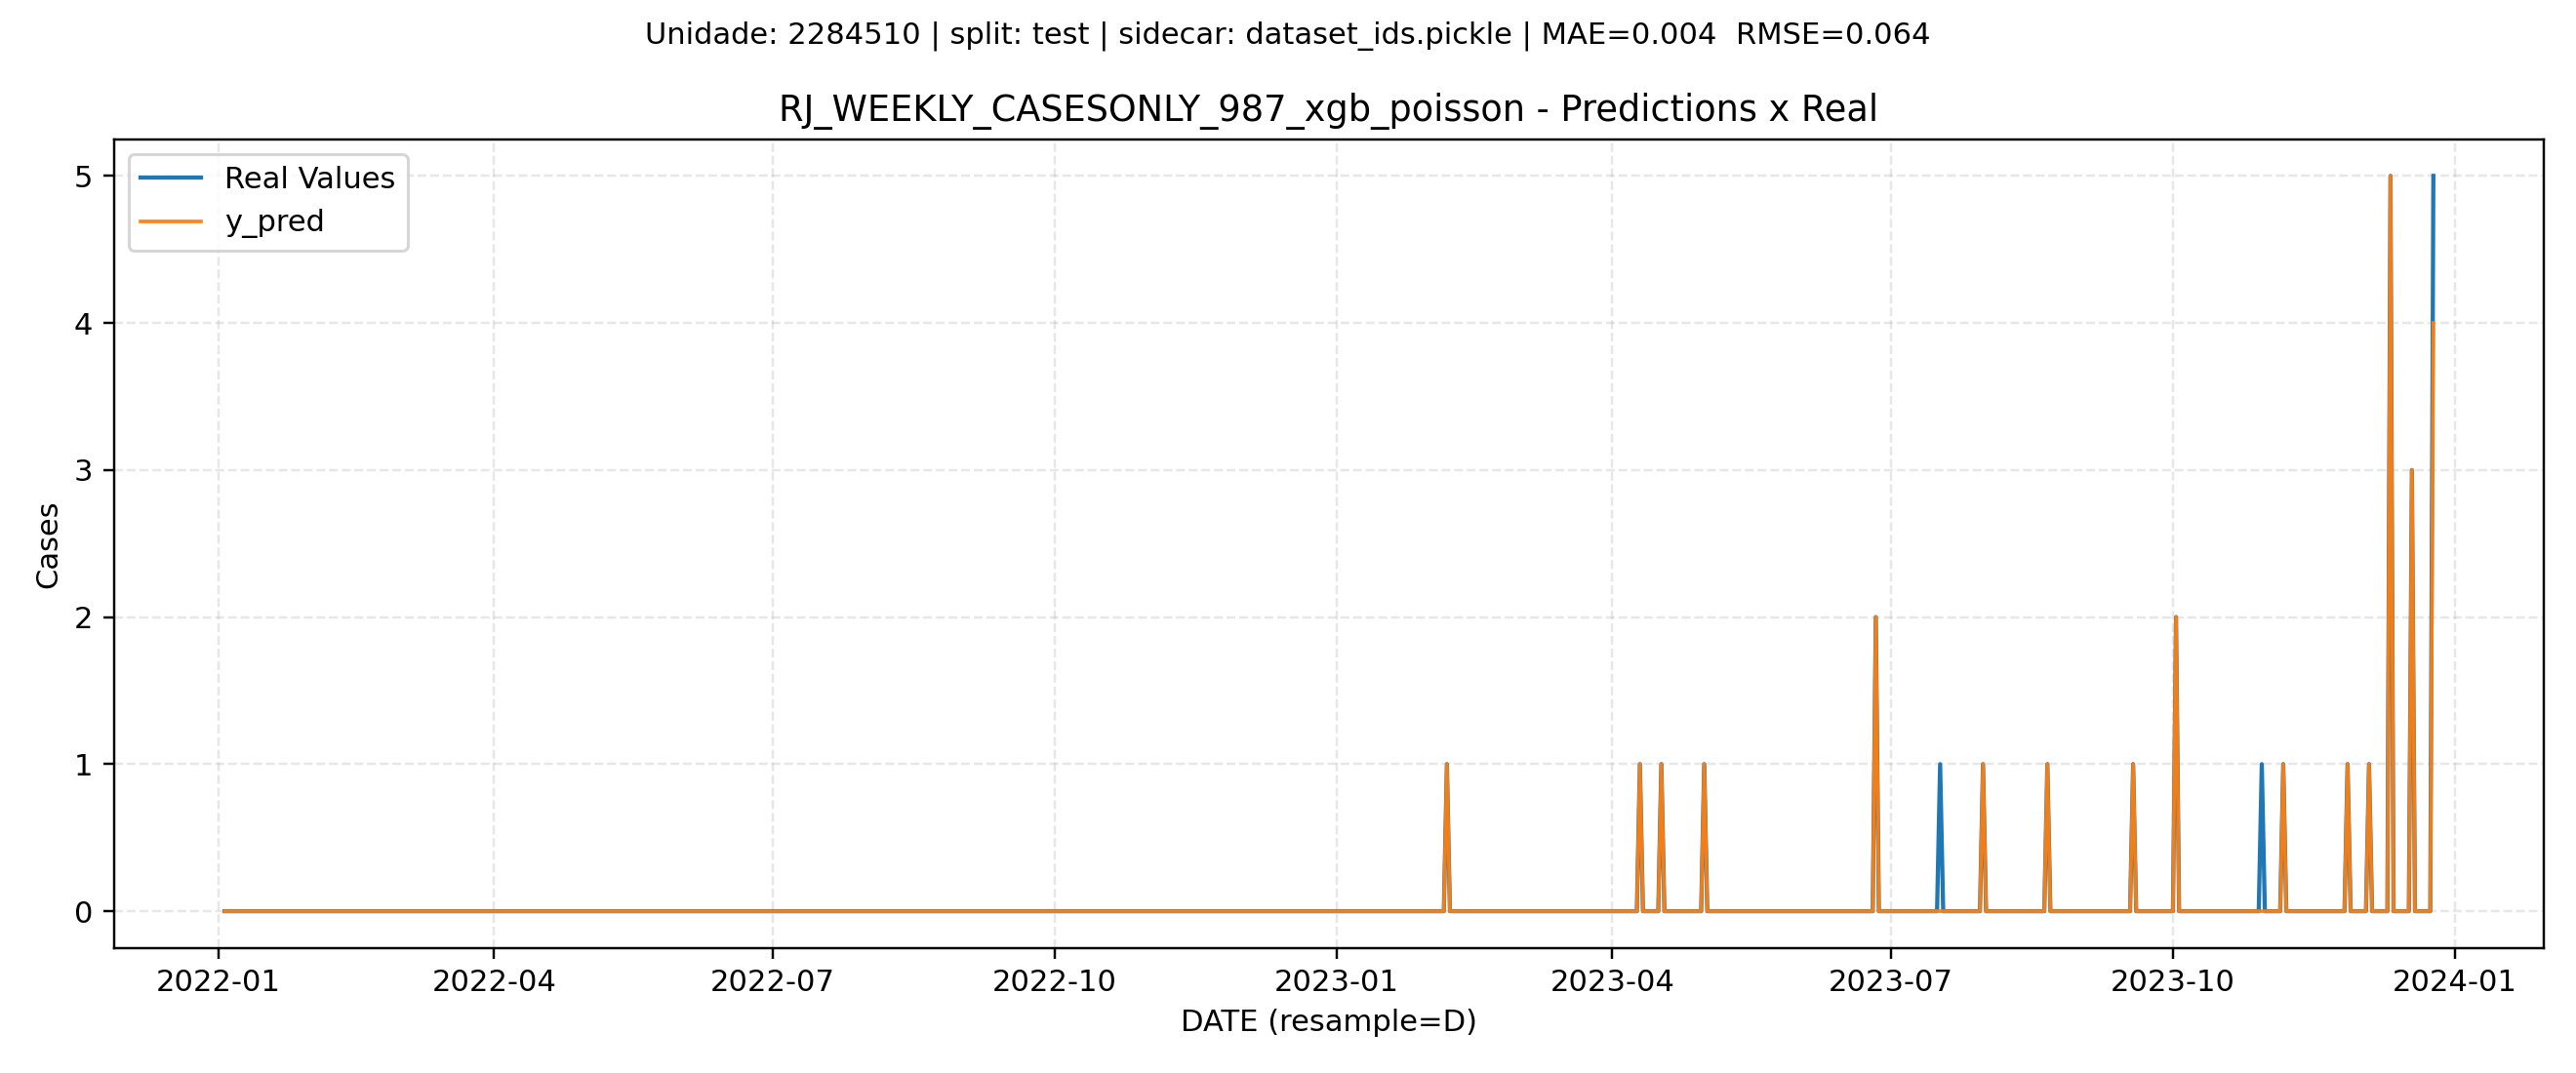 Unidade: 2284510 | split: test | sidecar: dataset_ids.pickle | MAE=0.004  RMSE=0.064
RJ_WEEKLY_CASESONLY_987_xgb_poisson - Predictions x Real
Real Values
y_pred
5
4
3
2
1
0
Cases
2022-01 2022-04 2022-07 2022-10 2023-01 2023-04 2023-07 2023-10 2024-01
DATE (resample=D)